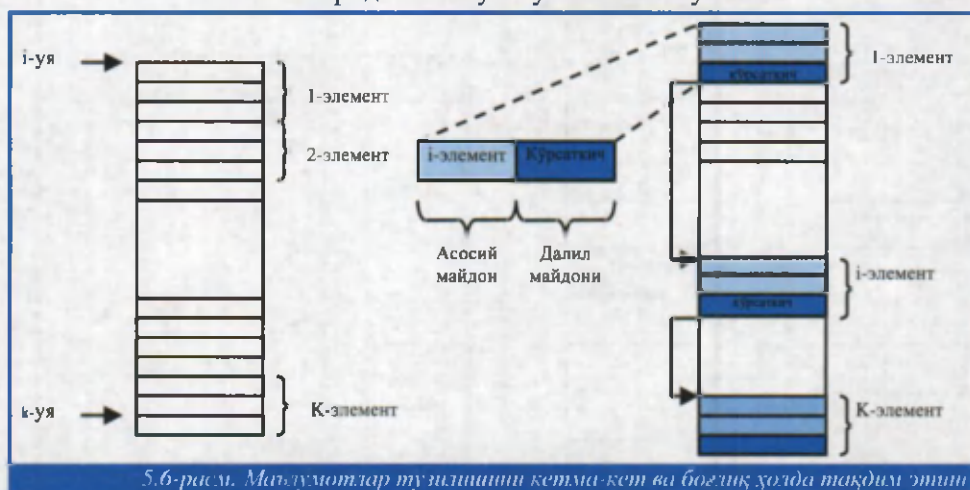 i-уя
1-элемент
2-элемент
k-уя
К-элемент
i-элемент
Кўрсаткич
Асосий майдон
Далил майдони
1-элемент
кўрсаткич
i-элемент
кўрсаткич
К-элемент
5.6-расм. Маълумотлар тузилишини кетма-кет ва боғлиқ ҳолда тақдим этиш